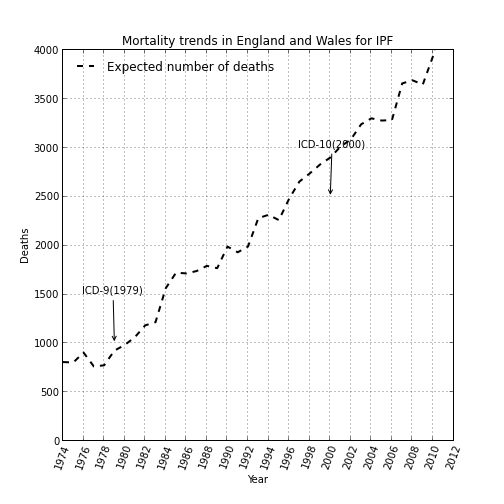 Mortality trends in England and Wales for IPF
Expected number of deaths
4000
3500
3000
2500
2000
1500
1000
500
0
Deaths
ICD-10(2000)
ICD-9(1979)
1974 1976 1978 1980 1982 1984 1986 1988 1990 1992 1994 1996 1998 2000 2002 2004 2006 2008 2010 2012
Year